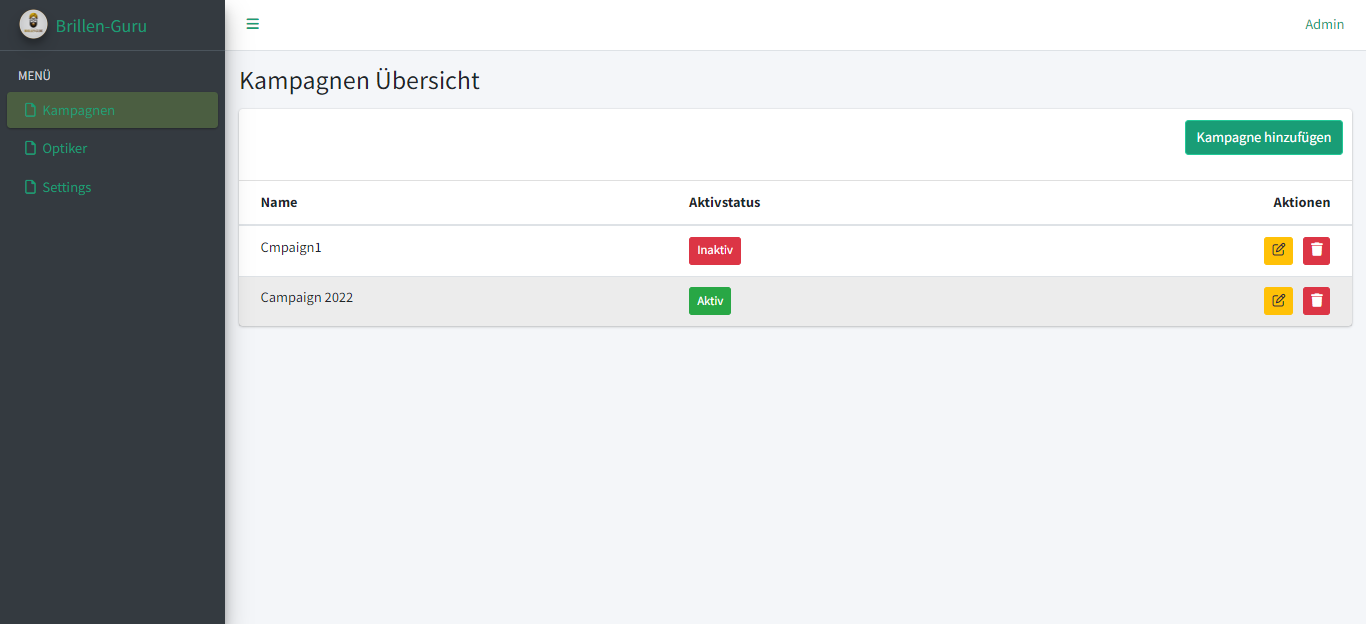 Brillen-Guru
Admin
MENÜ
Kampagnen
Optiker
Settings
Kampagnen Übersicht
Kampagne hinzufügen
Name Aktivstatus Aktionen
Cmpaign1 Inaktiv
Campaign 2022 Aktiv